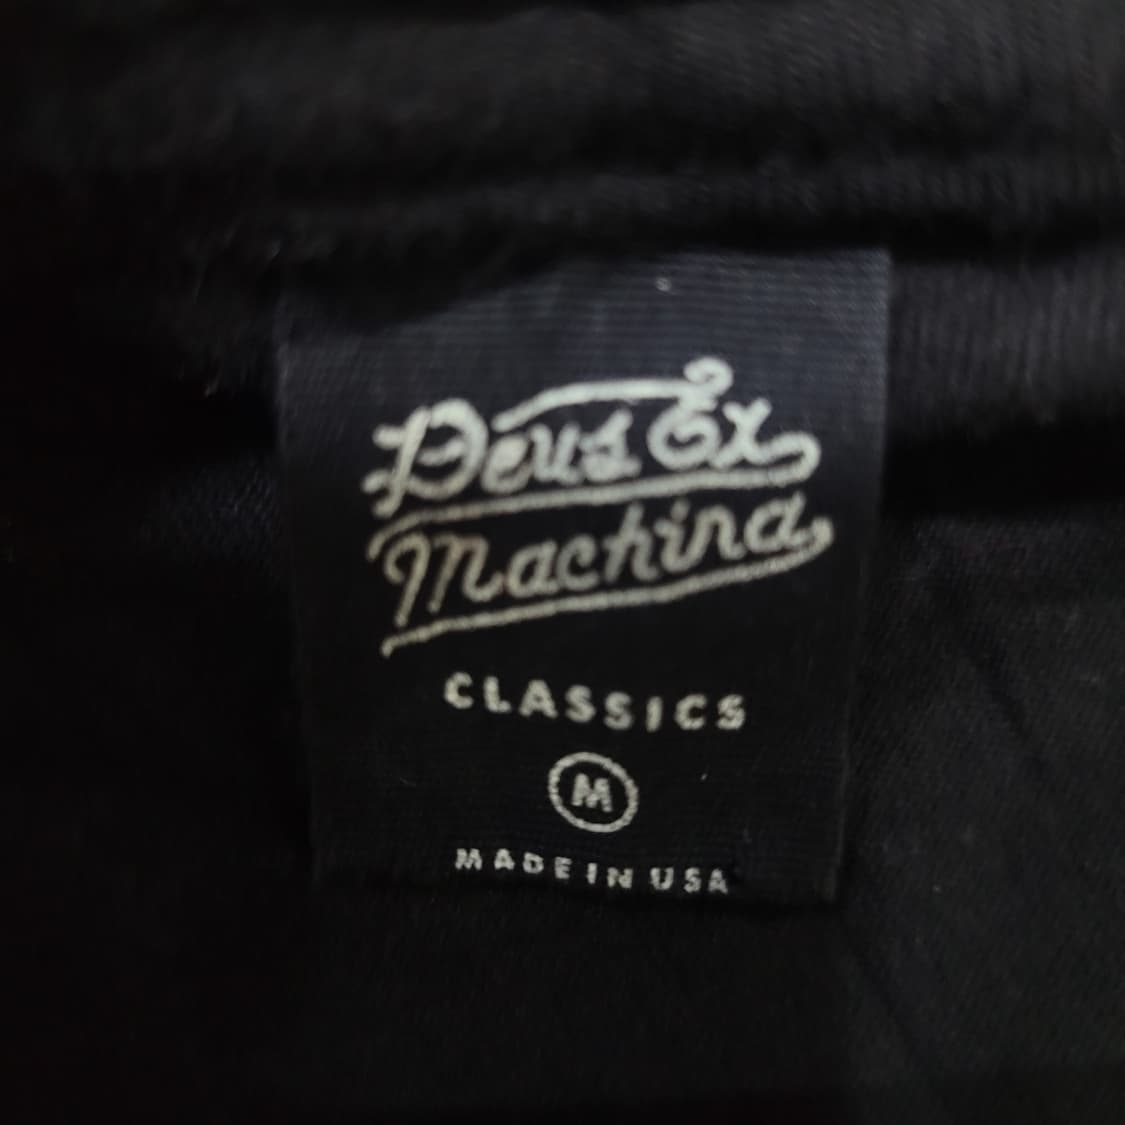 Deus Ex
Machina
CLASSICS
M
MADE IN USA